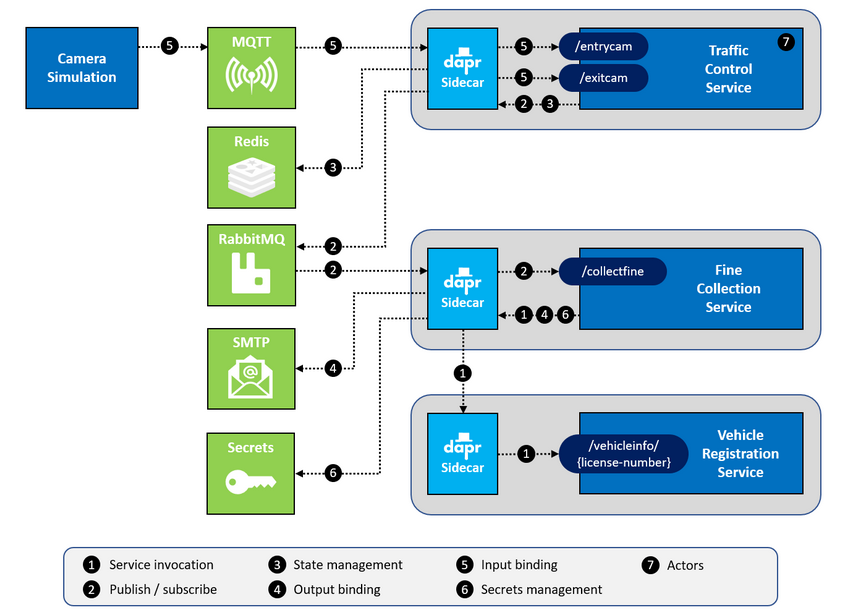 Camera
Simulation
5
MQTT
5
dapr
Sidecar
5
/entrycam
5
/exitcam
2 3
Traffic
Control
Service
7
Redis
3
RabbitMQ
2
2
dapr
Sidecar
2
/collectfine
1 4 6
Fine
Collection
Service
SMTP
@
4
1
Secrets
6
dapr
Sidecar
1
/vehicleinfo/
{license-number}
Vehicle
Registration
Service
1 Service invocation
3 State management
5 Input binding
7 Actors
2 Publish / subscribe
4 Output binding
6 Secrets management